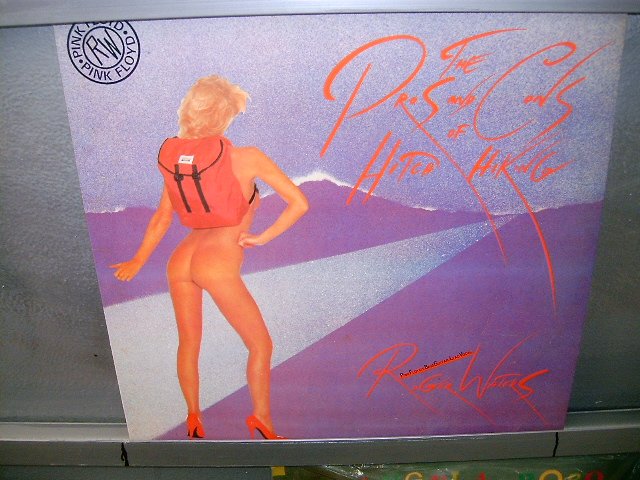 PINK FLOYD
RW
PINK FLOYD
THE
PROS AND CONS
OF
HITCH HIKING
ROGER WATERS